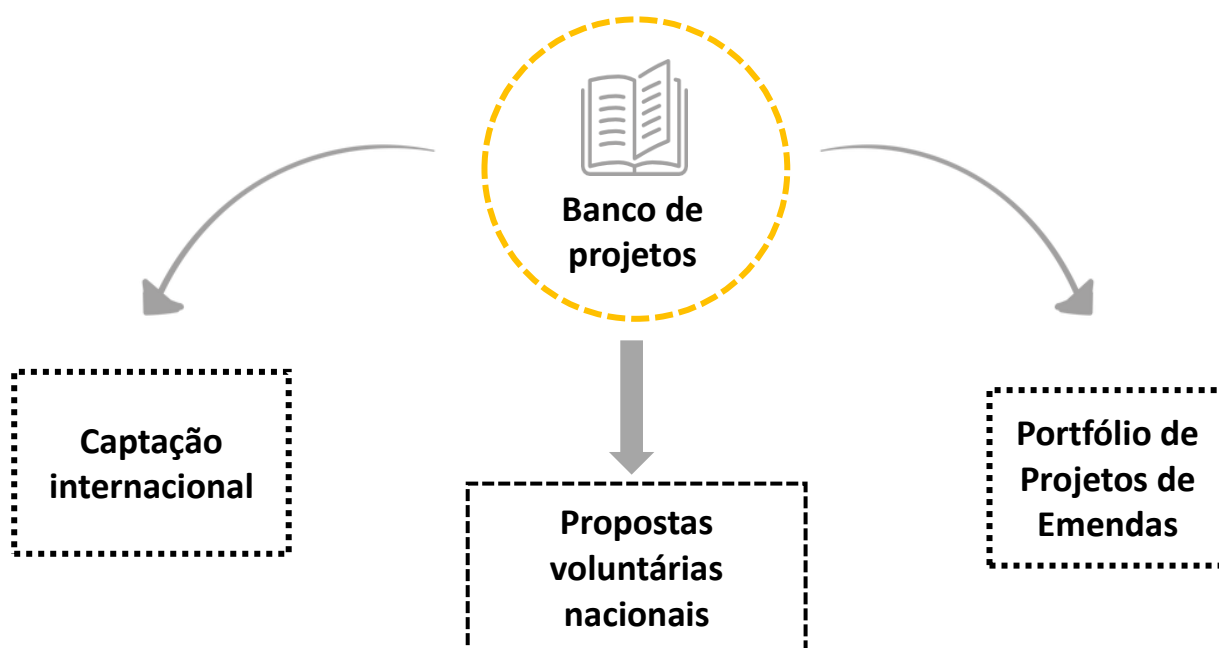 Banco de
projetos
Captação
internacional
Propostas
voluntárias
nacionais
Portfólio de
Projetos de
Emendas